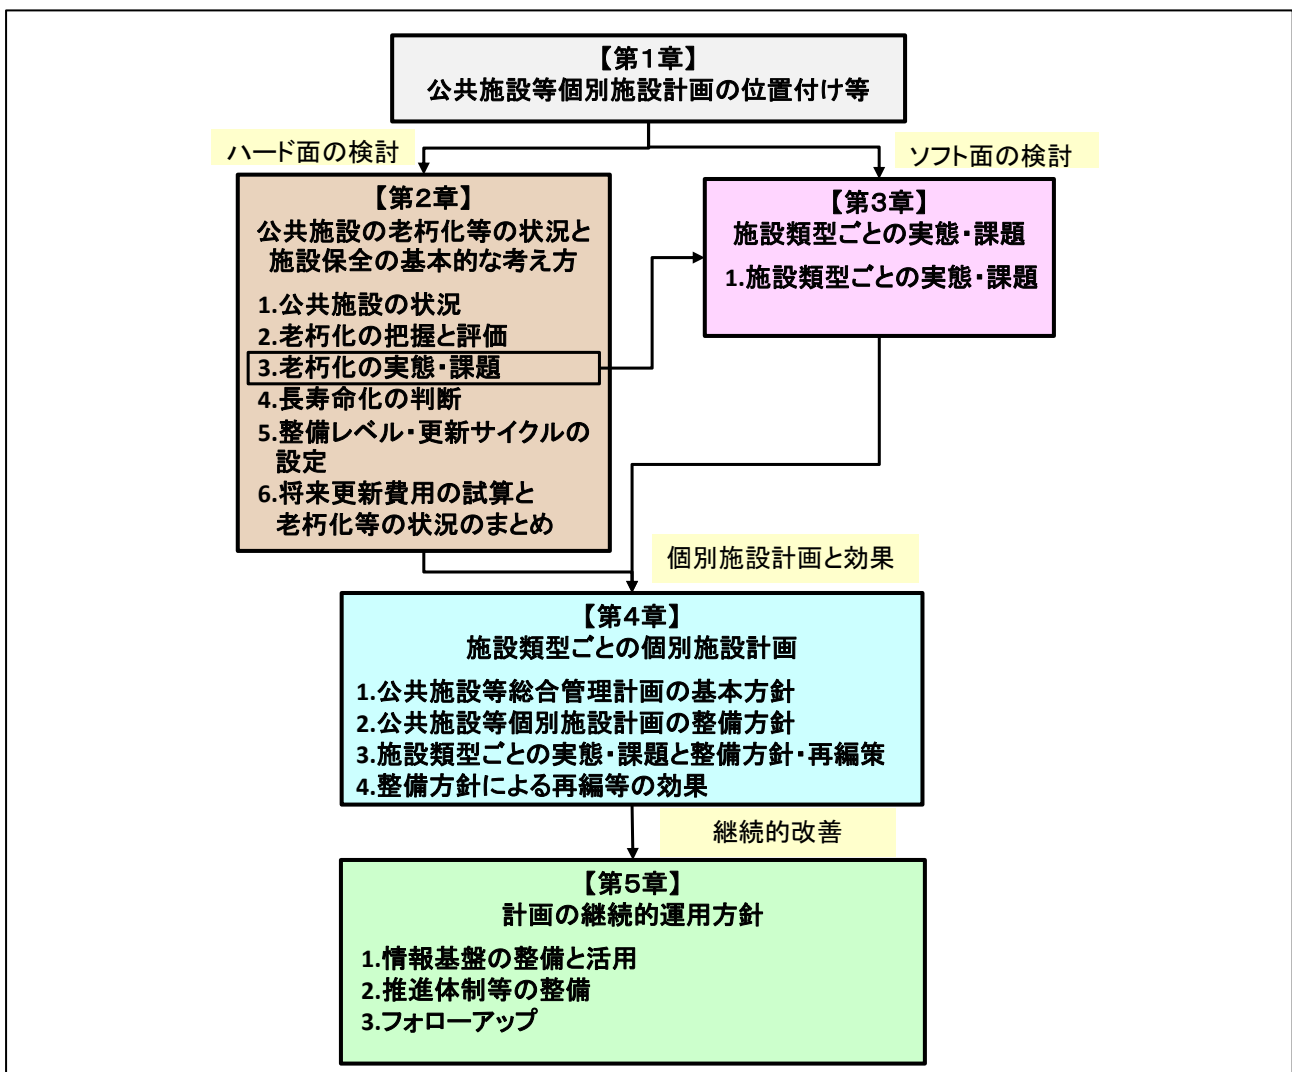 【第1章】
公共施設等個別施設計画の位置付け等
ハード面の検討
ソフト面の検討
【第2章】
公共施設の老朽化等の状況と
施設保全の基本的な考え方
1.公共施設の状況
2.老朽化の把握と評価
3.老朽化の実態・課題
4.長寿命化の判断
5.整備レベル・更新サイクルの
設定
6.将来更新費用の試算と
老朽化等の状況のまとめ
【第3章】
施設類型ごとの実態・課題
1.施設類型ごとの実態・課題
個別施設計画と効果
【第4章】
施設類型ごとの個別施設計画
1.公共施設等総合管理計画の基本方針
2.公共施設等個別施設計画の整備方針
3.施設類型ごとの実態・課題と整備方針・再編策
4.整備方針による再編等の効果
継続的改善
【第5章】
計画の継続的運用方針
1.情報基盤の整備と活用
2.推進体制等の整備
3.フォローアップ